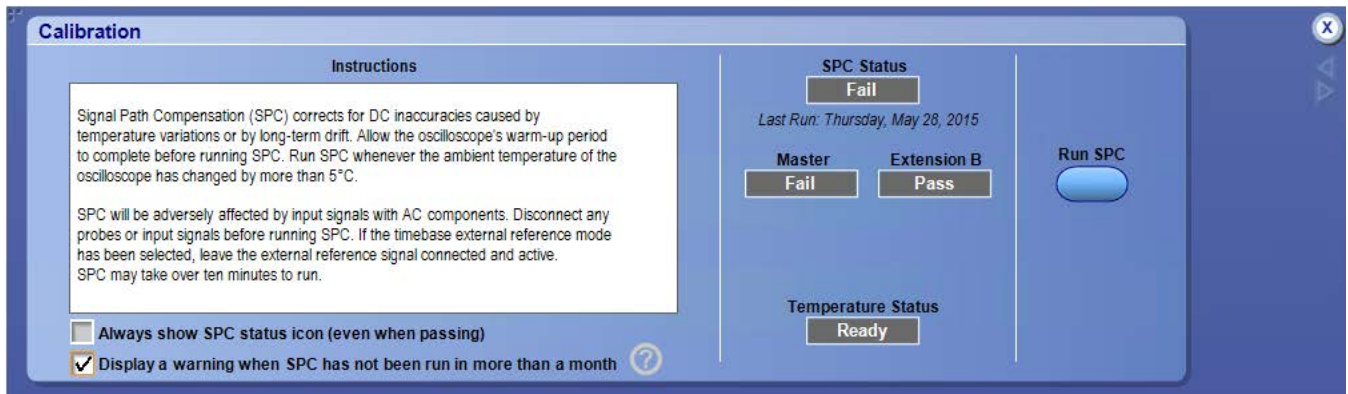 Calibration
Instructions
Signal Path Compensation (SPC) corrects for DC inaccuracies caused by
temperature variations or by long-term drift. Allow the oscilloscope's warm-up period
to complete before running SPC. Run SPC whenever the ambient temperature of the
oscilloscope has changed by more than 5°C.
SPC will be adversely affected by input signals with AC components. Disconnect any
probes or input signals before running SPC. If the timebase external reference mode
has been selected, leave the external reference signal connected and active.
SPC may take over ten minutes to run.
Always show SPC status icon (even when passing)
Display a warning when SPC has not been run in more than a month ?
SPC Status
Fail
Last Run: Thursday, May 28, 2015
Master Extension B
Fail Pass
Temperature Status
Ready
Run SPC
X